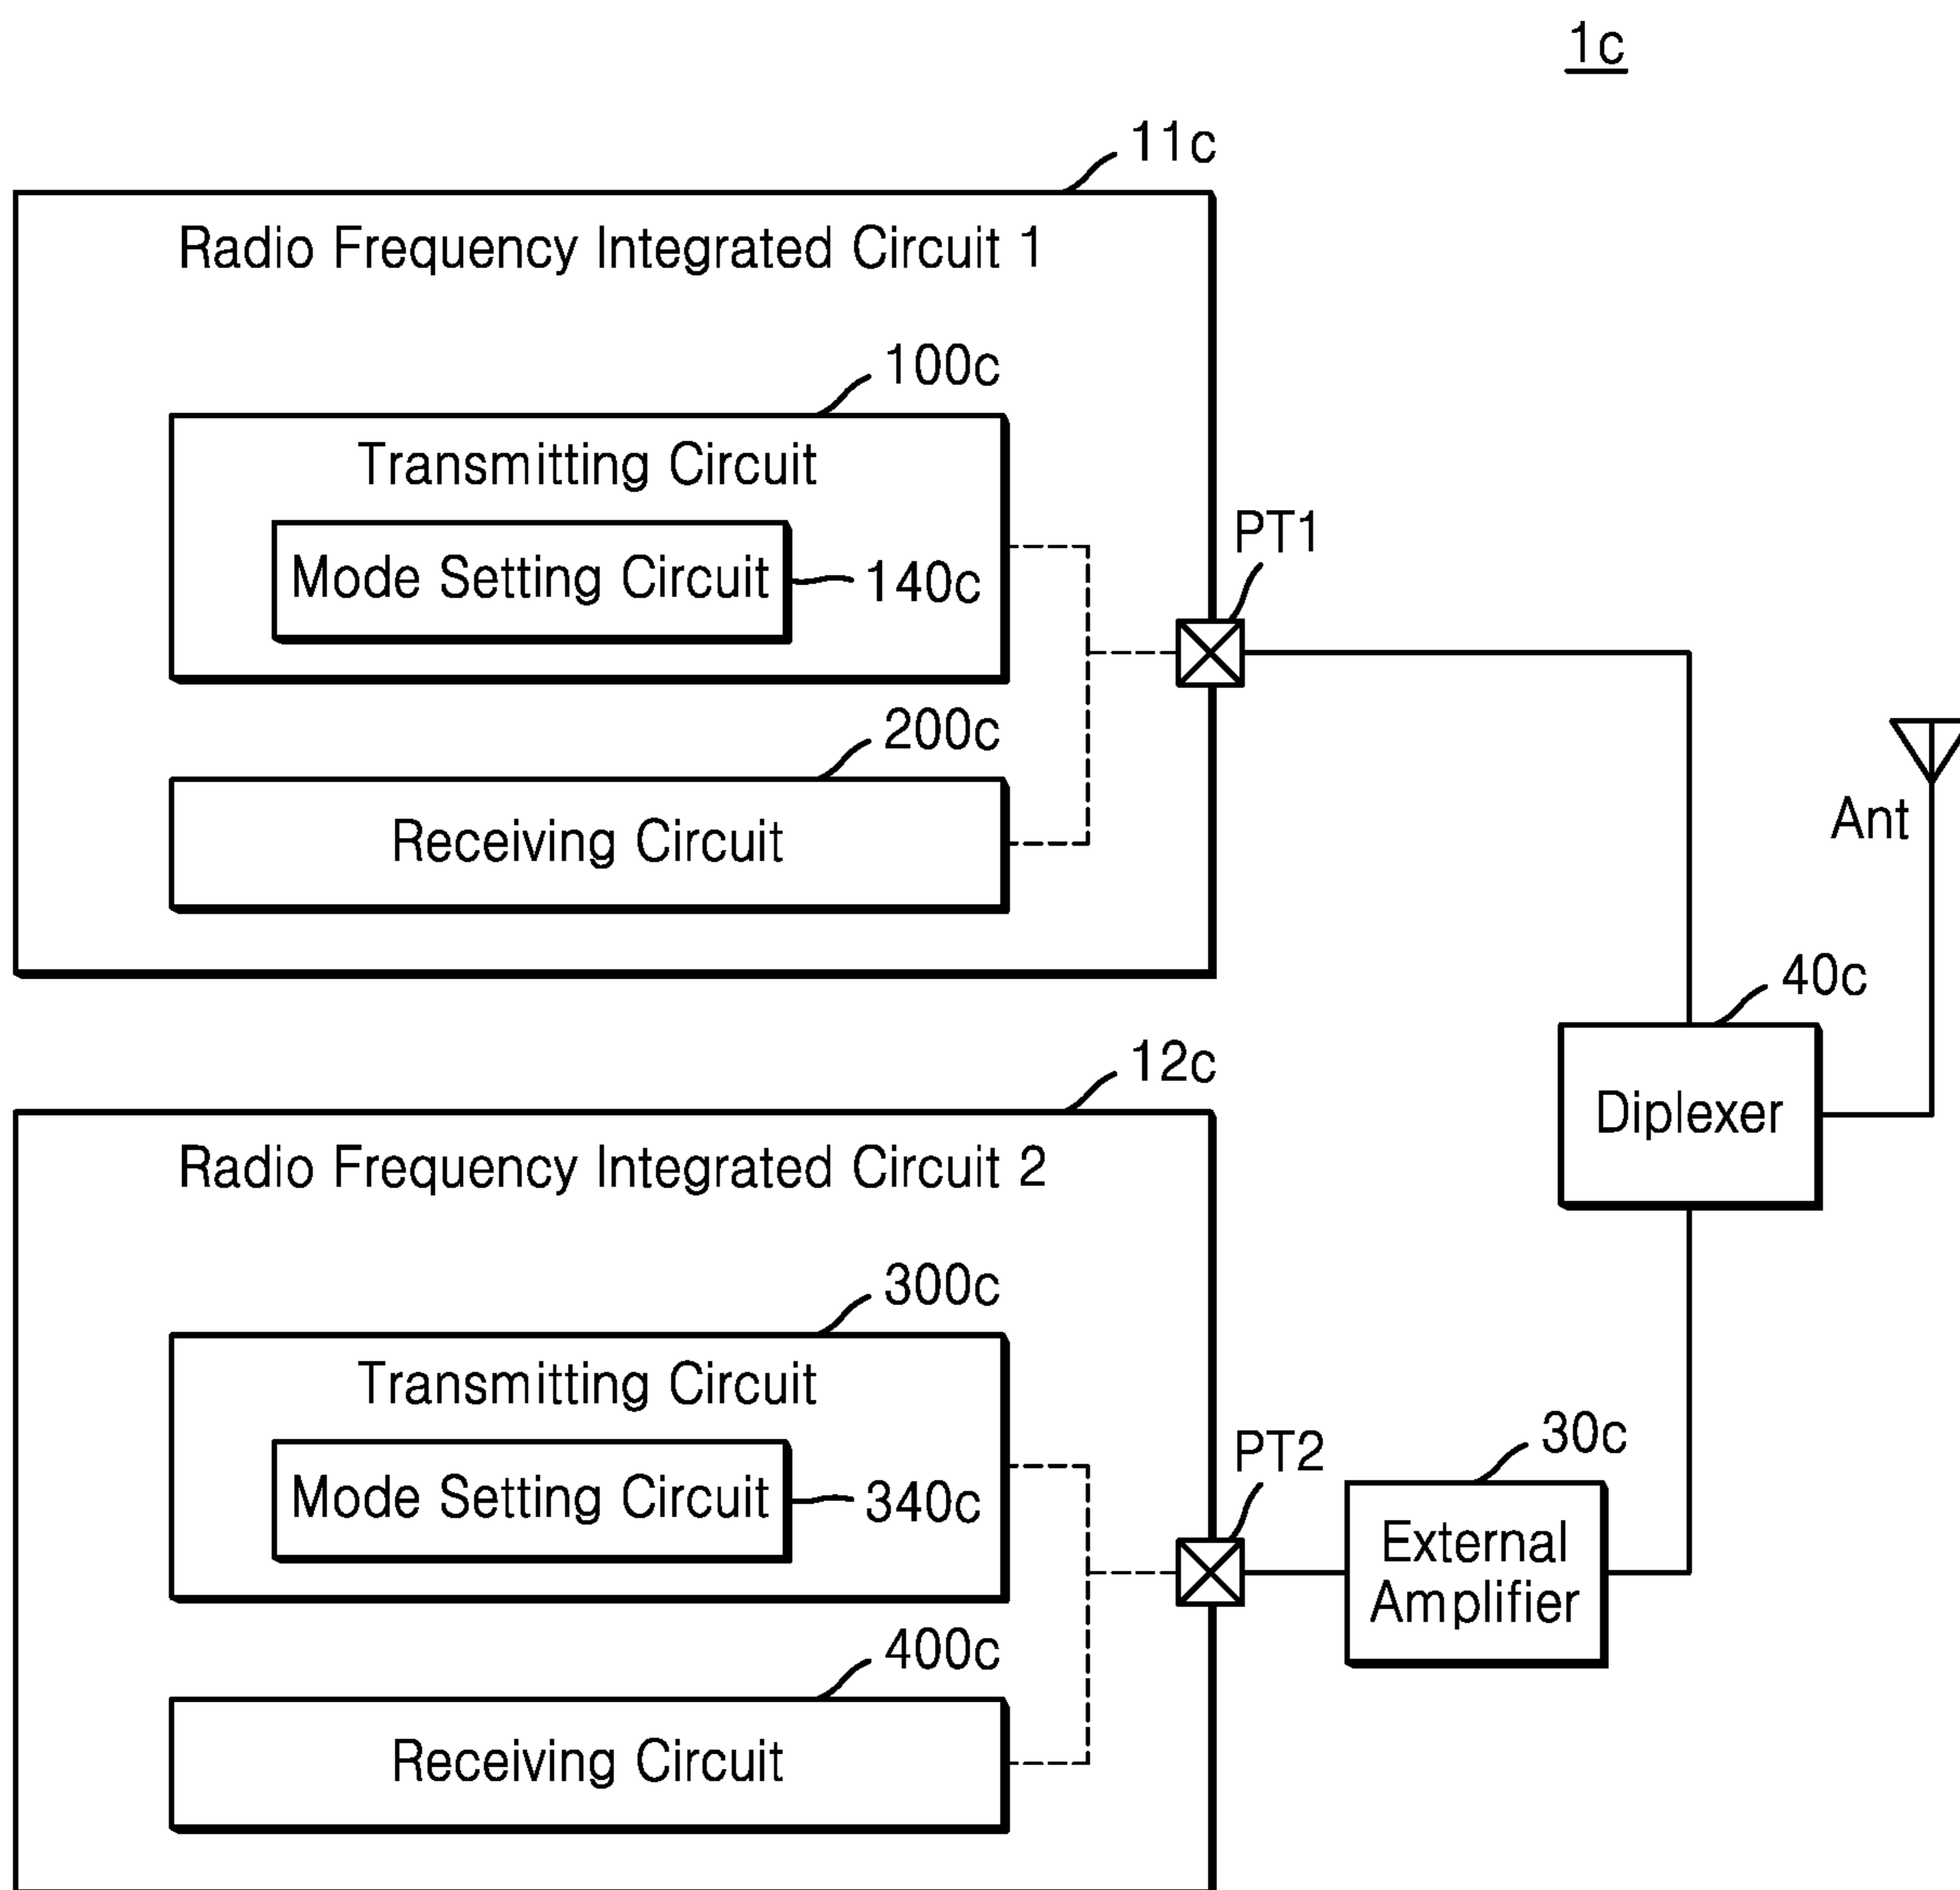 1c
11c
Radio Frequency Integrated Circuit 1
100c
Transmitting Circuit
Mode Setting Circuit
140c
PT1
200c
Receiving Circuit
Ant
40c
Diplexer
12c
Radio Frequency Integrated Circuit 2
300c
Transmitting Circuit
Mode Setting Circuit
340c
PT2
30c
External
Amplifier
400c
Receiving Circuit